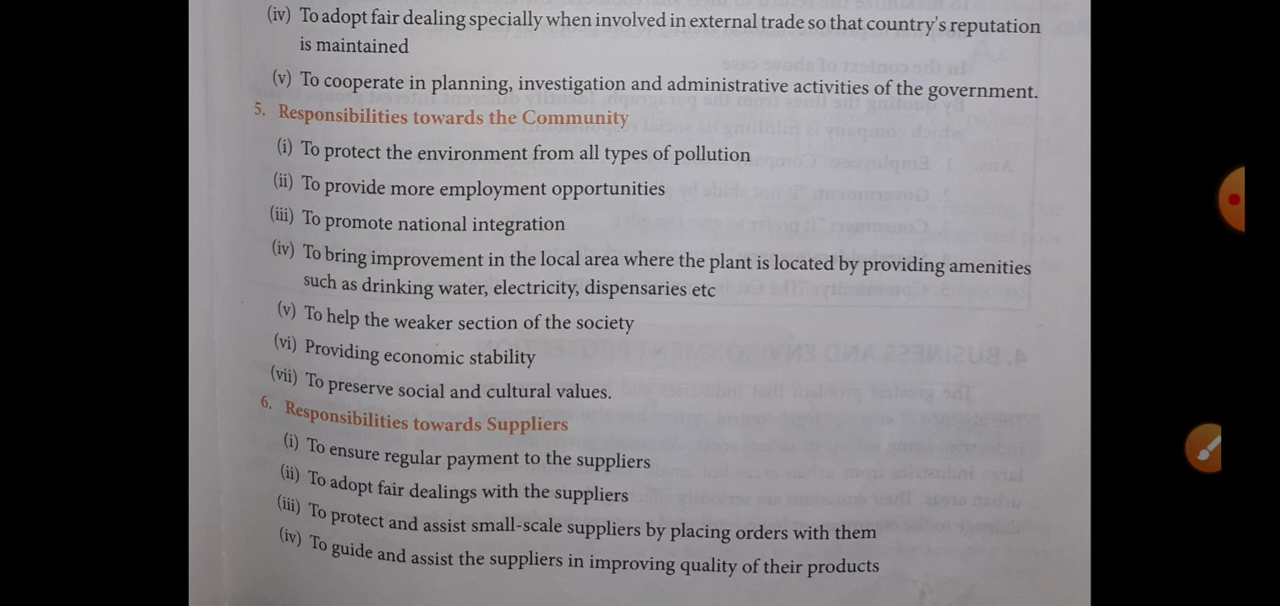 (iv) To adopt fair dealing specially when involved in external trade so that country's reputation
is maintained
(v) To cooperate in planning, investigation and administrative activities of the government.
5. Responsibilities towards the Community
(i) To protect the environment from all types of pollution
(ii) To provide more employment opportunities
(iii) To promote national integration
(iv) To bring improvement in the local area where the plant is located by providing amenities
such as drinking water, electricity, dispensaries etc
(v) To help the weaker section of the society
(vi) Providing economic stability
(vii) To preserve social and cultural values.
6. Responsibilities towards Suppliers
(i) To ensure regular payment to the suppliers
(ii) To adopt fair dealings with the suppliers
(iii) To protect and assist small-scale suppliers by placing orders with them
(iv) To guide and assist the suppliers in improving quality of their products